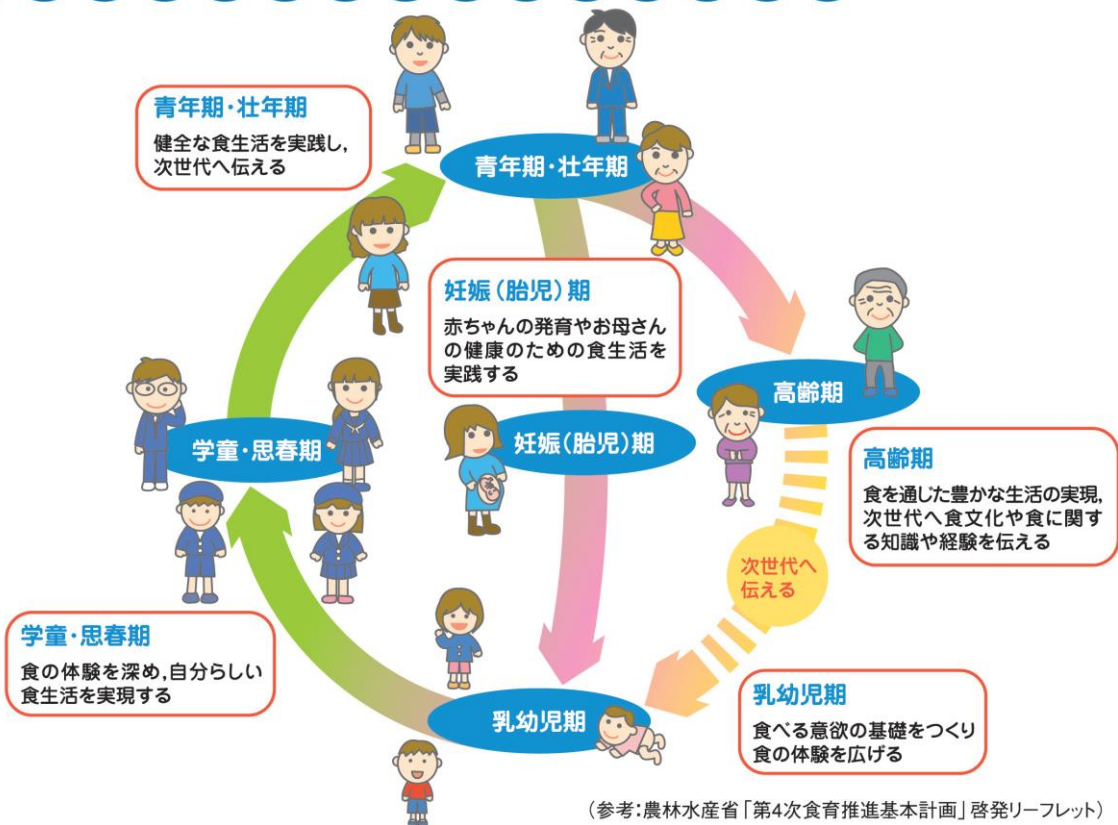 青年期・壮年期
健全な食生活を実践し,
次世代へ伝える
青年期・壮年期
妊娠(胎児)期
赤ちゃんの発育やお母さん
の健康のための食生活を
実践する
高齢期
学童・思春期
妊娠(胎児)期
高齢期
食を通じた豊かな生活の実現,
次世代へ食文化や食に関す
る知識や経験を伝える
次世代へ
伝える
学童・思春期
食の体験を深め,自分らしい
食生活を実現する
乳幼児期
乳幼児期
食べる意欲の基礎をつくり
食の体験を広げる
(参考:農林水産省「第4次食育推進基本計画」啓発リーフレット)